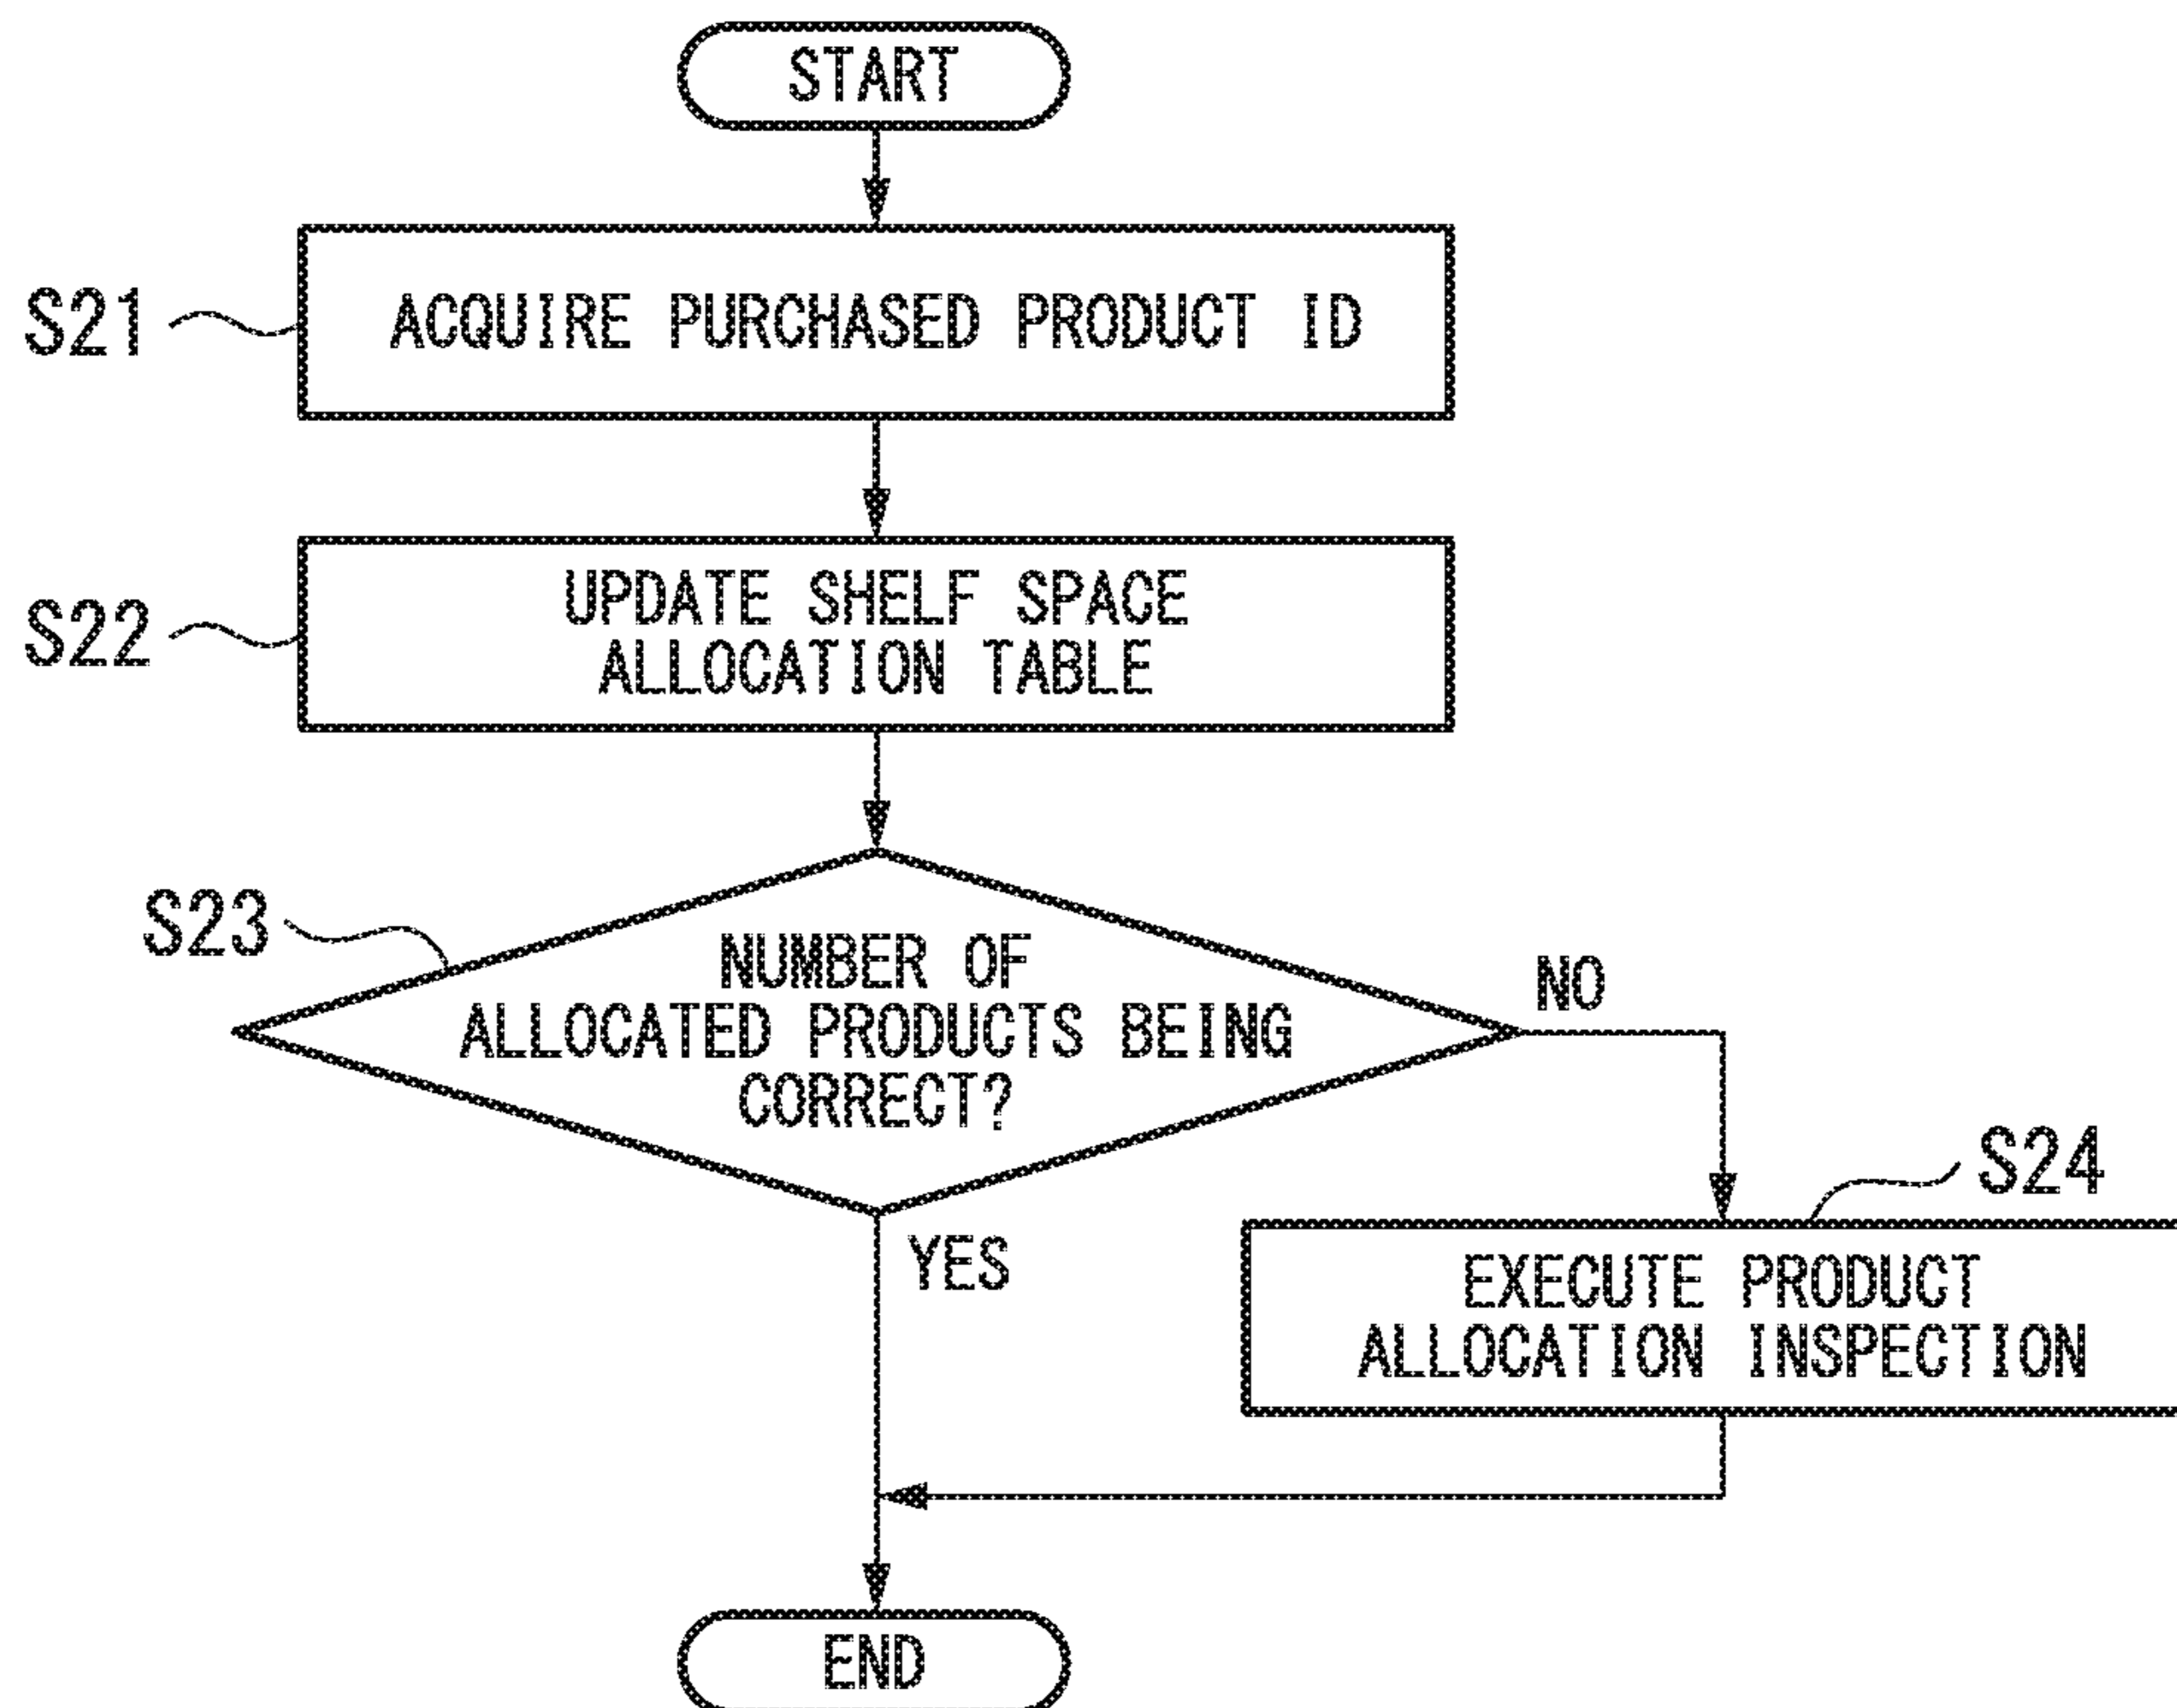 START
S21
ACQUIRE PURCHASED PRODUCT ID
S22
UPDATE SHELF SPACE
ALLOCATION TABLE
S23
NUMBER OF
ALLOCATED PRODUCTS BEING
CORRECT?
NO
YES
S24
EXECUTE PRODUCT
ALLOCATION INSPECTION
END